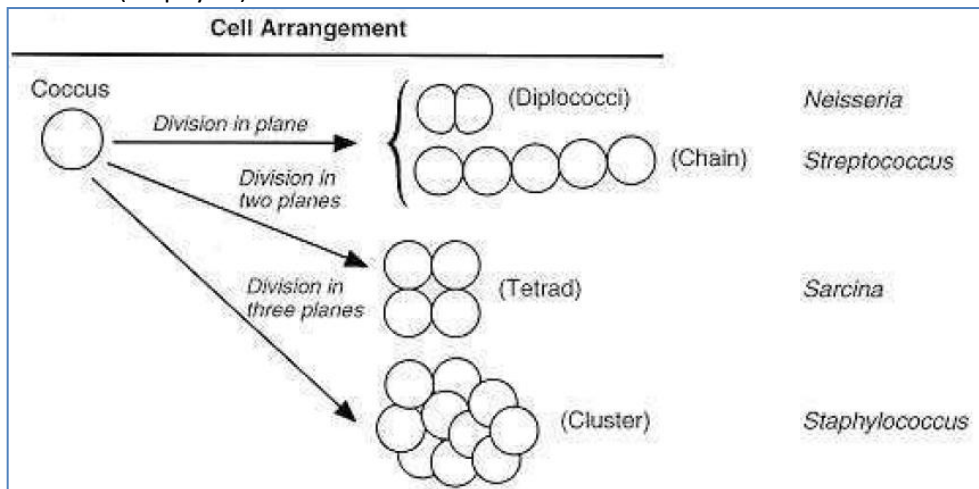 Cell Arrangement
Coccus
Division in plane
(Diplococci)
Neisseria
(Chain)
Streptococcus
Division in
two planes
(Tetrad)
Sarcina
Division in
three planes
(Cluster)
Staphylococcus